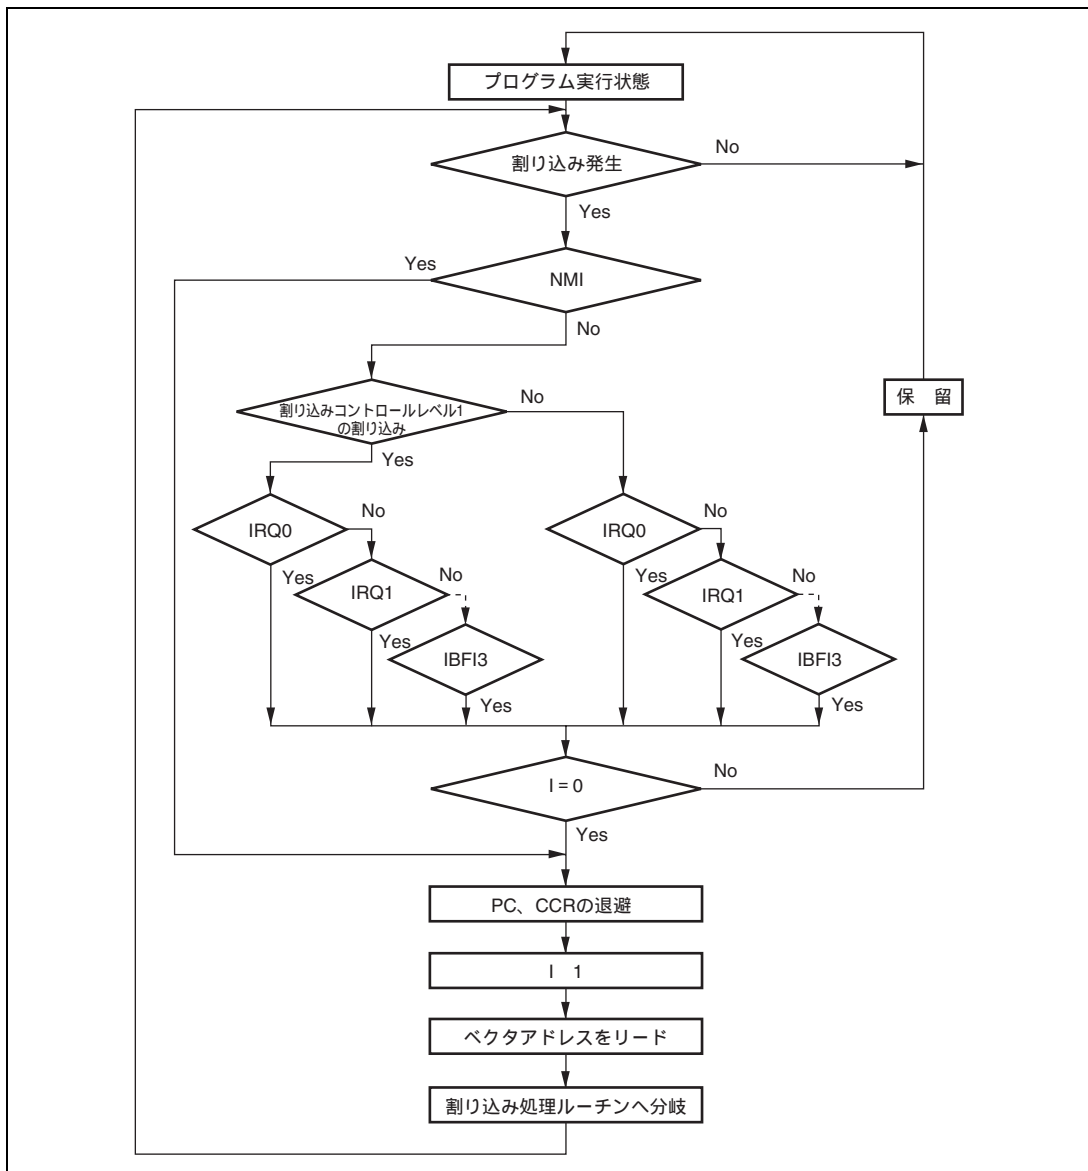 プログラム実行状態
割り込み発生
No
Yes
NMI
Yes
No
割り込みコントロールレベル1
の割り込み
No
Yes
保　留
IRQ0
No
Yes
IRQ1
No
Yes
IBFI3
Yes
IRQ0
No
Yes
IRQ1
No
Yes
IBFI3
Yes
I = 0
No
Yes
PC、CCRの退避
I　1
ベクタアドレスをリード
割り込み処理ルーチンへ分岐